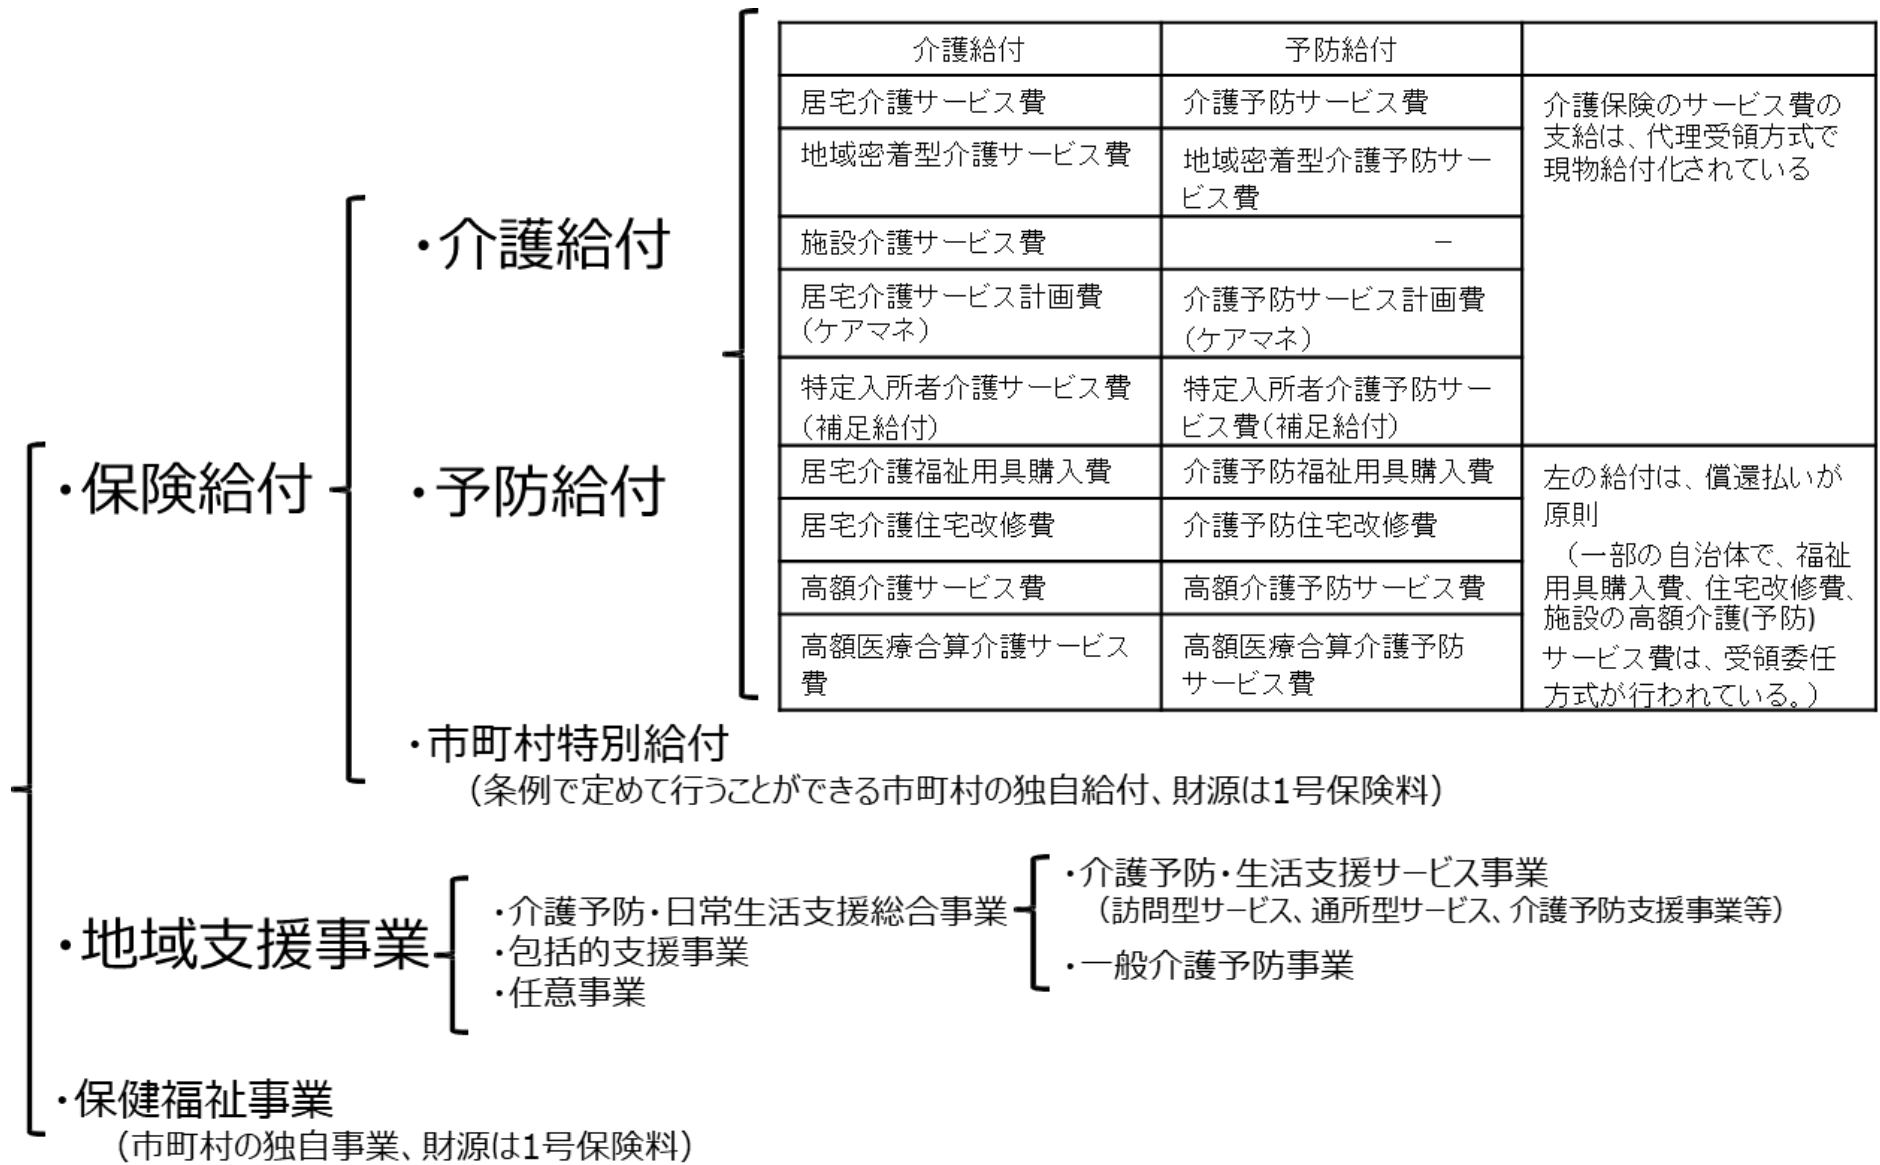 介護給付
予防給付
居宅介護サービス費
介護予防サービス費
介護保険のサービス費の
支給は、代理受領方式で
現物給付化されている
地域密着型介護サービス費
地域密着型介護予防サー
ビス費
施設介護サービス費
－
居宅介護サービス計画費
（ケアマネ）
介護予防サービス計画費
（ケアマネ）
特定入所者介護サービス費
（補足給付）
特定入所者介護予防サー
ビス費（補足給付）
居宅介護福祉用具購入費
介護予防福祉用具購入費
左の給付は、償還払いが
原則
（一部の自治体で、福祉
用具購入費、住宅改修費、
施設の高額介護(予防)
サービス費は、受領委任
方式が行われている。）
居宅介護住宅改修費
介護予防住宅改修費
高額介護サービス費
高額介護予防サービス費
高額医療合算介護サービス
費
高額医療合算介護予防
サービス費
・保険給付
・介護給付
・予防給付
・市町村特別給付
（条例で定めて行うことができる市町村の独自給付、財源は1号保険料）
・地域支援事業
・介護予防・日常生活支援総合事業
・包括的支援事業
・任意事業
・介護予防・生活支援サービス事業
（訪問型サービス、通所型サービス、介護予防支援事業等）
・一般介護予防事業
・保健福祉事業
（市町村の独自事業、財源は1号保険料）